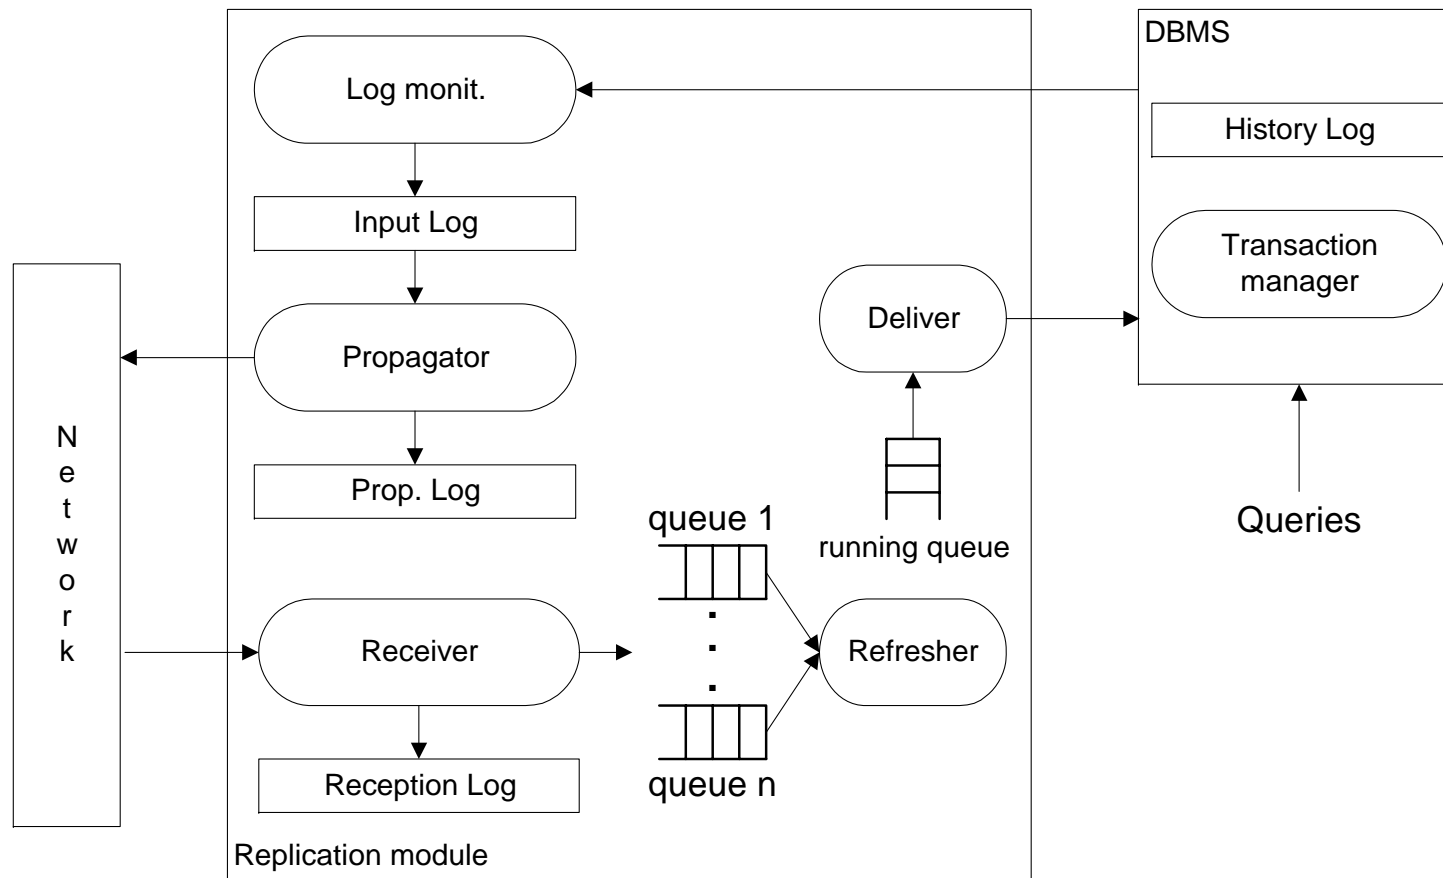 DBMS
Log monit.
History Log
Input Log
Transaction
manager
Deliver
Propagator
N
e
t
w
o
r
k
Prop. Log
queue 1
Queries
running queue
Receiver
Refresher
Reception Log
queue n
Replication module